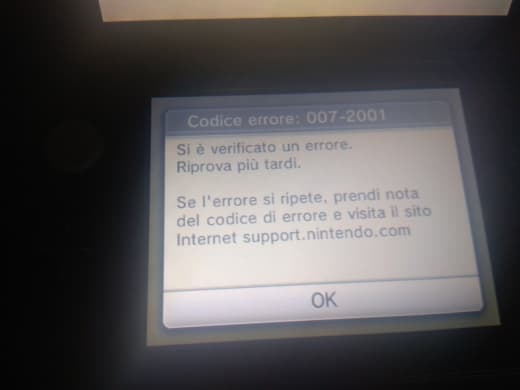 Codice errore: 007-2001
Si è verificato un errore.
Riprova più tardi.
Se l'errore si ripete, prendi nota
del codice di errore e visita il sito
Internet support.nintendo.com
OK